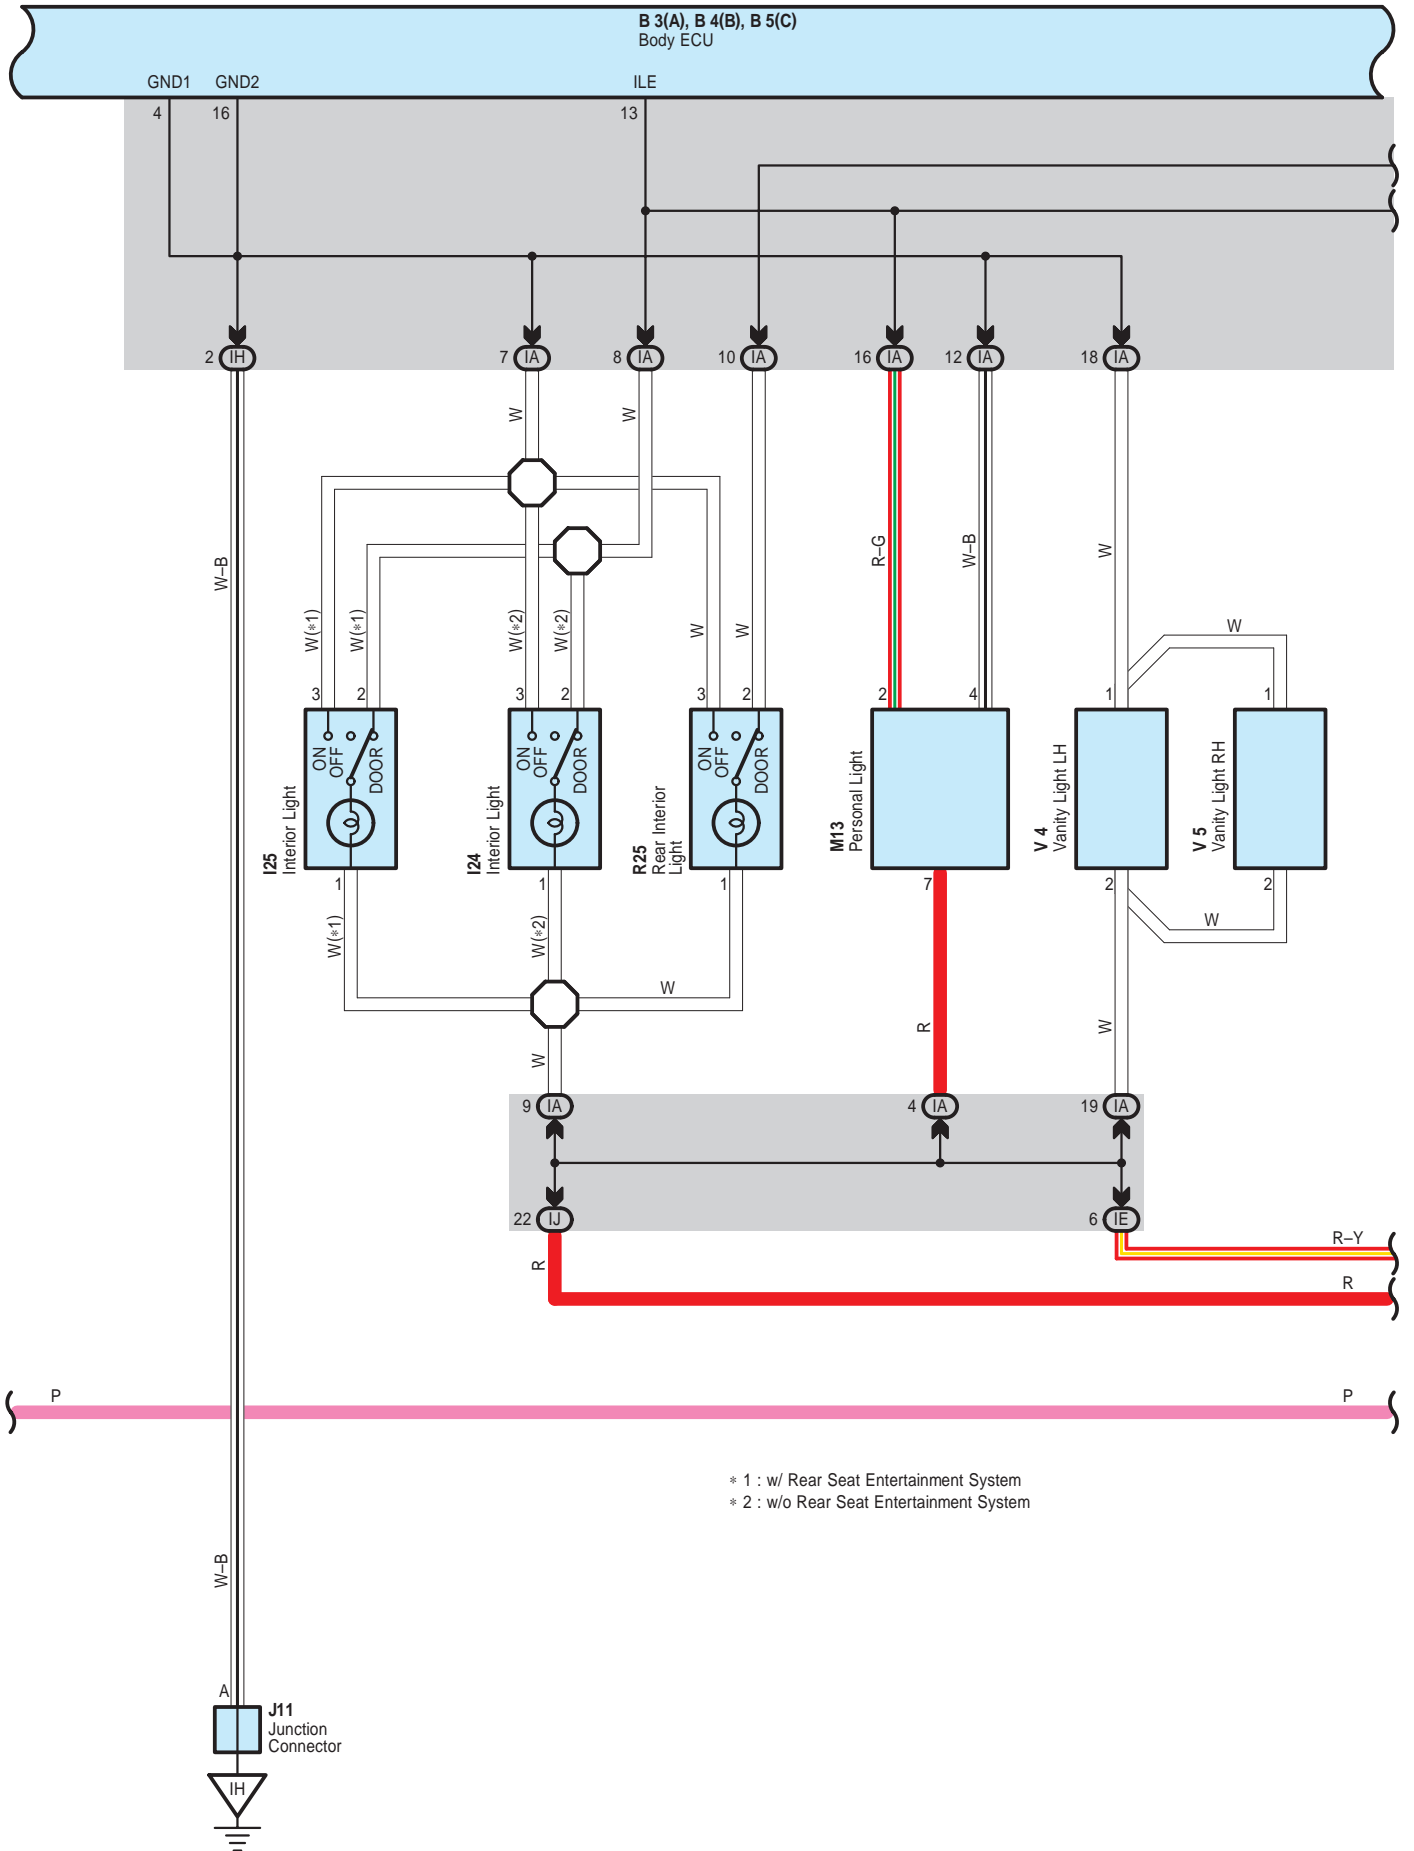 B 3(A), B 4(B), B 5(C)
Body ECU
GND1 GND2 ILE
4 16 13
2 IH 7 IA 8 IA 10 IA 16 IA 12 IA 18 IA
W W
W–B R–G W–B W
W(∗1) W(∗1) W(∗2) W(∗2) W W W
3 2 3 2 3 2 2 4 1 1
ON OFF DOOR ON OFF DOOR ON OFF DOOR
I25
Interior Light
I24
Interior Light
R25
Rear Interior
Light
M13
Personal Light
V 4
Vanity Light LH
V 5
Vanity Light RH
1 1 1 7 2 2
W(∗1) W(∗2) W
W
W R W
9 IA 4 IA 19 IA
22 IJ 6 IE
R R–Y
R
P P
∗ 1 : w/ Rear Seat Entertainment System
∗ 2 : w/o Rear Seat Entertainment System
W–B
A
J11
Junction
Connector
IH